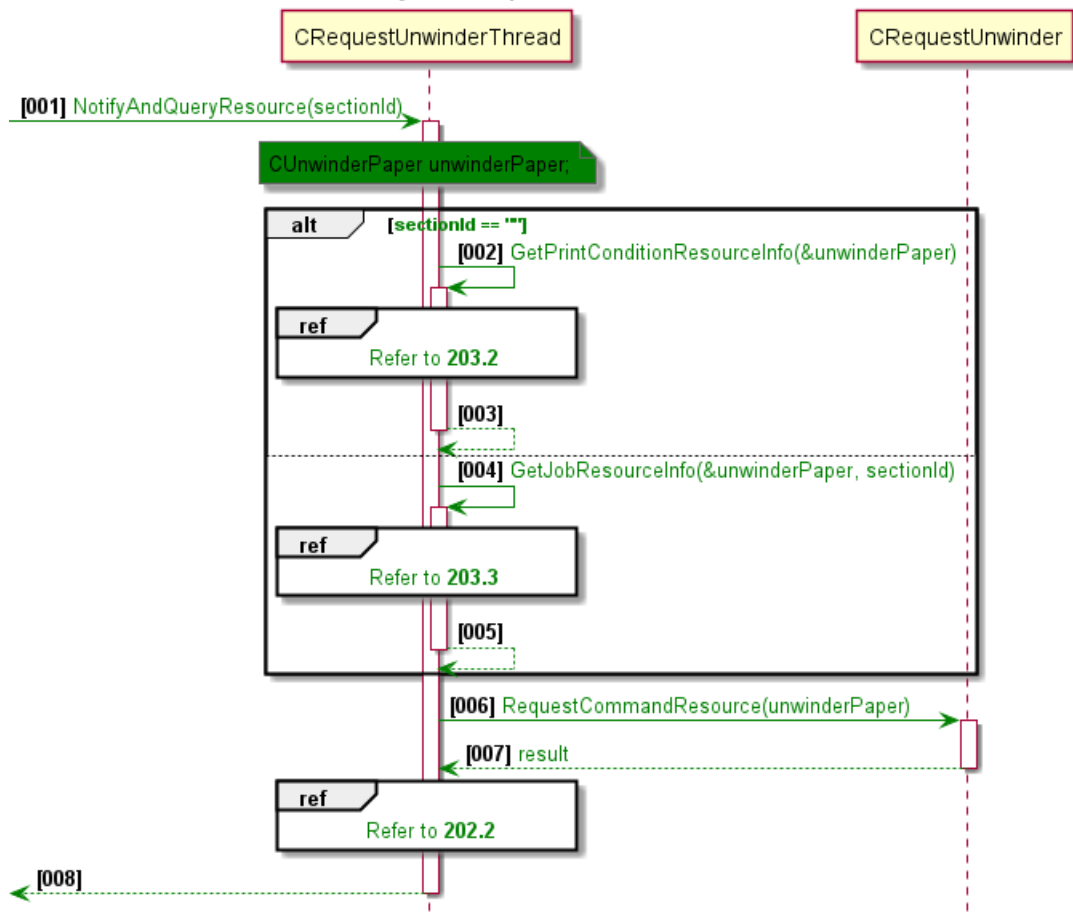 CRequestUnwinderThread
CRequestUnwinder
[001] NotifyAndQueryResource(sectionId)
CUnwinderPaper unwinderPaper;
alt [sectionId == ""]
[002] GetPrintConditionResourceInfo(&unwinderPaper)
ref
Refer to 203.2
[003]
[004] GetJobResourceInfo(&unwinderPaper, sectionId)
ref
Refer to 203.3
[005]
[006] RequestCommandResource(unwinderPaper)
[007] result
ref
Refer to 202.2
[008]